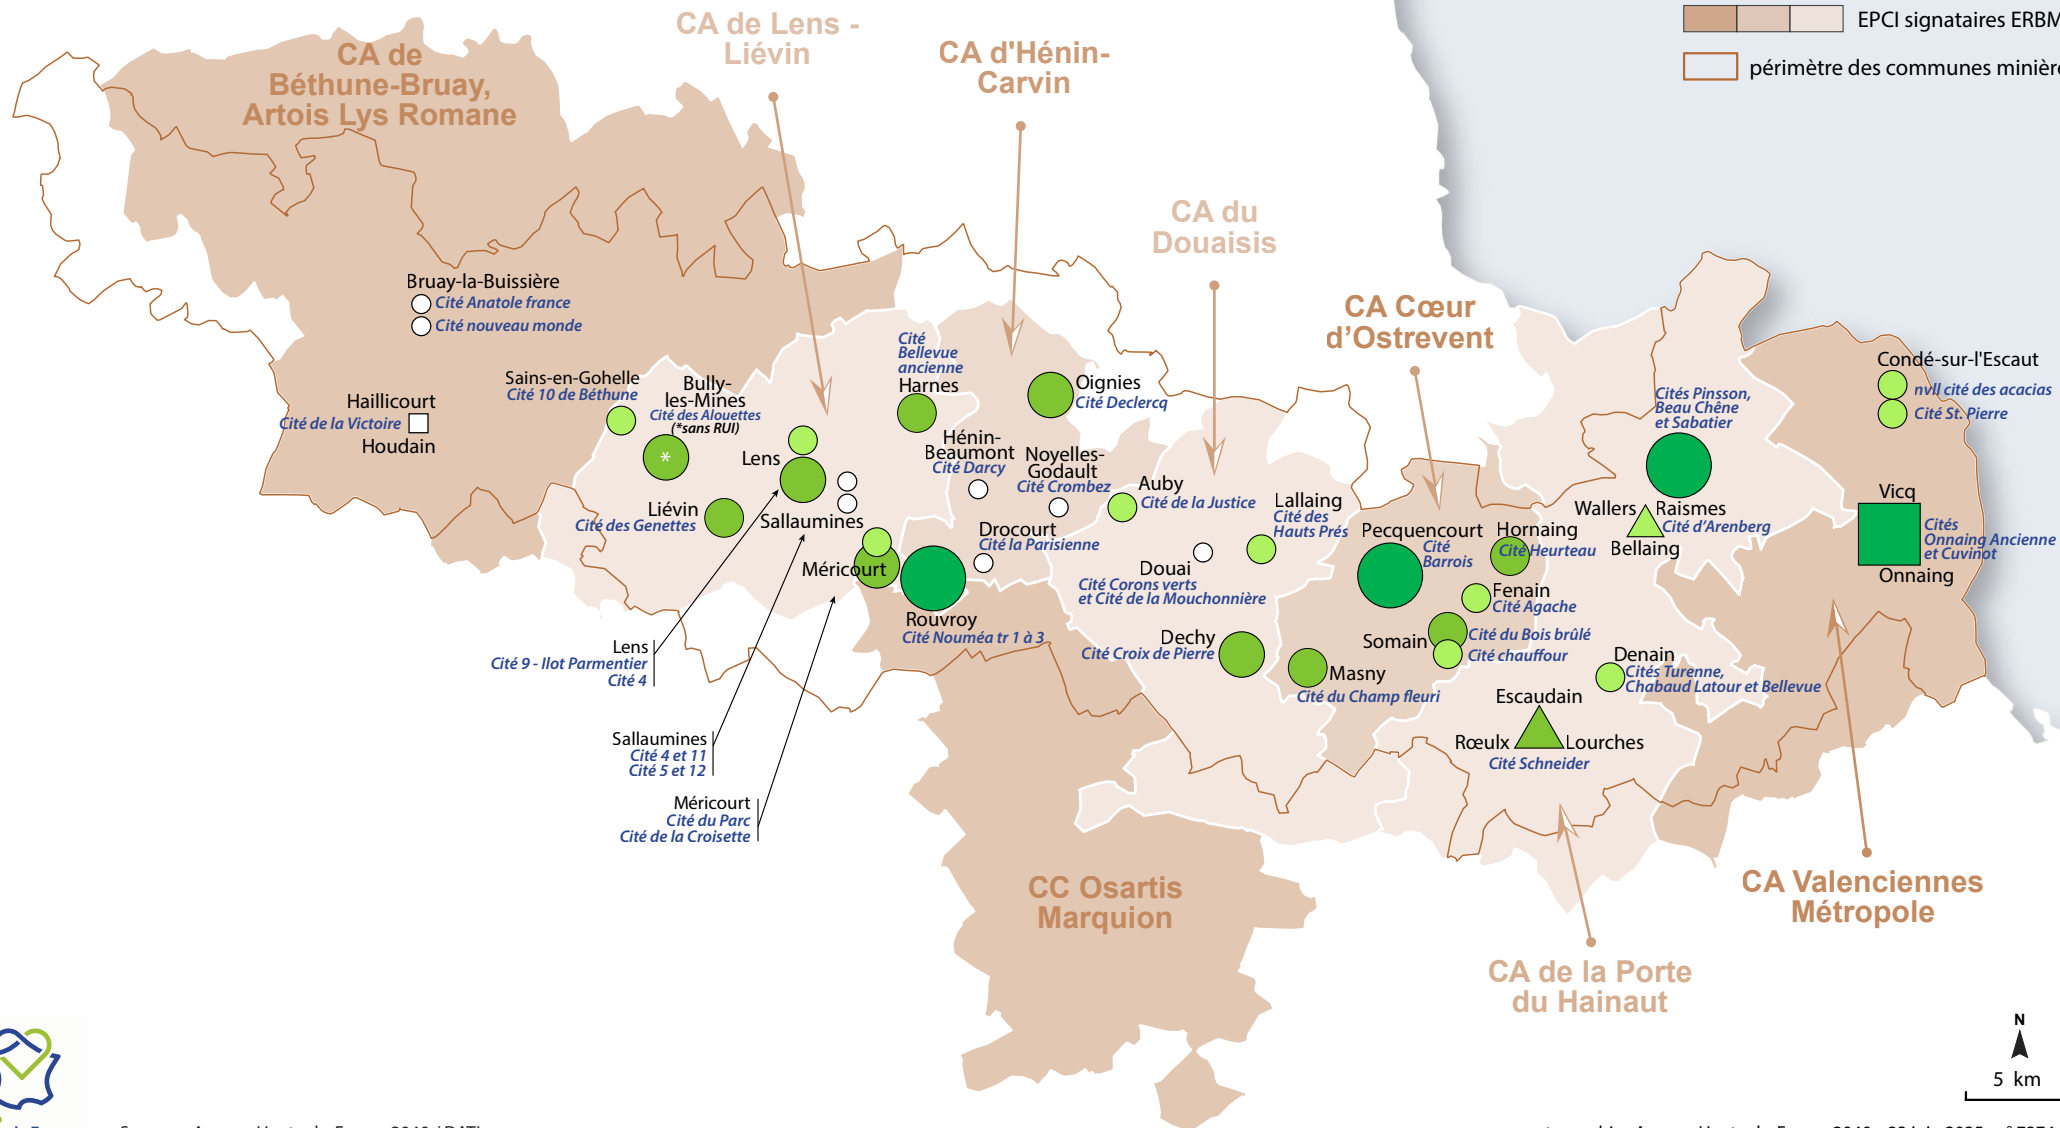 EPCI signataires ERBM
périmètre des communes minière
CA de
Béthune-Bruay,
Artois Lys Romane
CA de Lens -
Liévin
CA d'Hénin-
Carvin
CA du
Douaisis
CA Cœur
d'Ostrevent
Bruay-la-Buissière
Cité Anatole france
Cité nouveau monde
Haillicourt
Cité de la Victoire
Houdain
Sains-en-Gohelle
Cité 10 de Béthune
Bully-
les-Mines
Cité des Alouettes
(*sans RUI)
*
Liévin
Cité des Genettes
Lens
Sallaumines
Méricourt
Cité
Bellevue
ancienne
Harnes
Oignies
Cité Declercq
Hénin-
Beaumont
Cité Darcy
Noyelles-
Godault
Cité Crombez
Drocourt
Cité la Parisienne
Rouvroy
Cité Nouméa tr 1 à 3
Auby
Cité de la Justice
Lallaing
Cité des
Hauts Prés
Douai
Cité Corons verts
et Cité de la Mouchonnière
Dechy
Cité Croix de Pierre
Masny
Cité du Champ fleuri
Pecquencourt
Cité
Barrois
Hornaing
Cité Heurteau
Fenain
Cité Agache
Somain
Cité du Bois brûlé
Cité chauffour
Cités Pinsson,
Beau Chêne
et Sabatier
Wallers
Raismes
Cité d'Arenberg
Bellaing
Denain
Cités Turenne,
Chabaud Latour et Bellevue
Escaudain
Rœulx
Lourches
Cité Schneider
Condé-sur-l'Escaut
nvll cité des acacias
Cité St. Pierre
Vicq
Cités
Onnaing Ancienne
et Cuvinot
Onnaing
Lens
Cité 9 - Ilot Parmentier
Cité 4
Sallaumines
Cité 4 et 11
Cité 5 et 12
Méricourt
Cité du Parc
Cité de la Croisette
CC Osartis
Marquion
CA Valenciennes
Métropole
CA de la Porte
du Hainaut
N
5 km